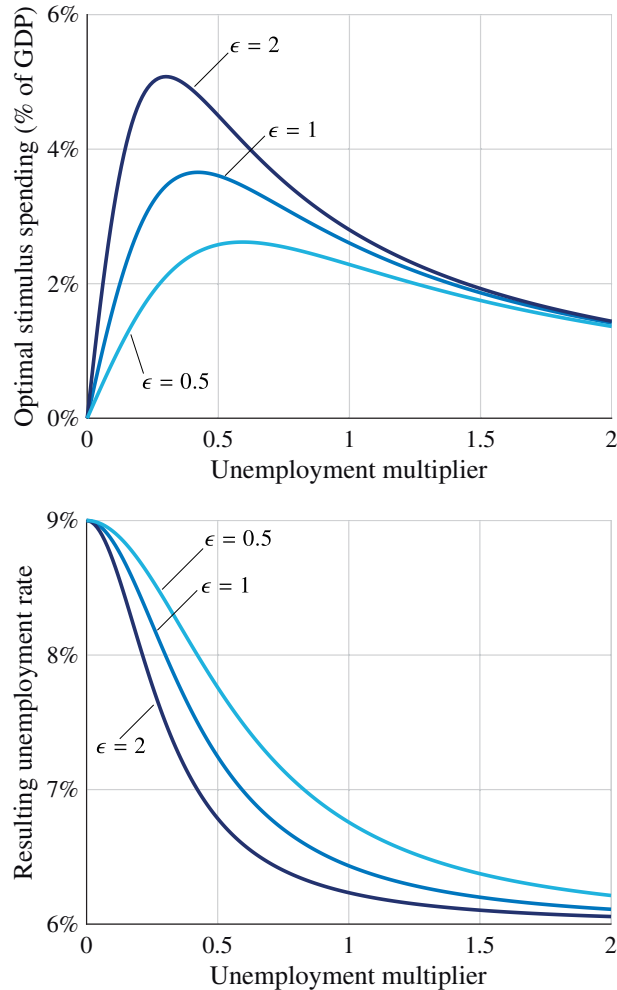 Optimal stimulus spending (% of GDP)
6%
4%
2%
0%
ϵ = 2
ϵ = 1
ϵ = 0.5
0
0.5
1
1.5
2
Unemployment multiplier
Resulting unemployment rate
9%
8%
7%
6%
ϵ = 0.5
ϵ = 1
ϵ = 2
0
0.5
1
1.5
2
Unemployment multiplier